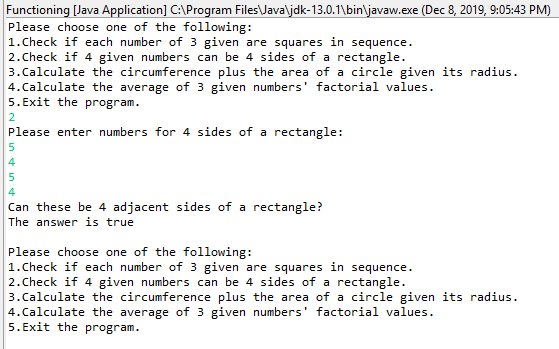 Functioning [Java Application] C:\Program Files\Java\jdk-13.0.1\bin\javaw.exe (Dec 8, 2019, 9:05:43 PM)
Please choose one of the following:
1.Check if each number of 3 given are squares in sequence.
2.Check if 4 given numbers can be 4 sides of a rectangle.
3.Calculate the circumference plus the area of a circle given its radius.
4.Calculate the average of 3 given numbers' factorial values.
5.Exit the program.
2
Please enter numbers for 4 sides of a rectangle:
5
4
5
4
Can these be 4 adjacent sides of a rectangle?
The answer is true
Please choose one of the following:
1.Check if each number of 3 given are squares in sequence.
2.Check if 4 given numbers can be 4 sides of a rectangle.
3.Calculate the circumference plus the area of a circle given its radius.
4.Calculate the average of 3 given numbers' factorial values.
5.Exit the program.